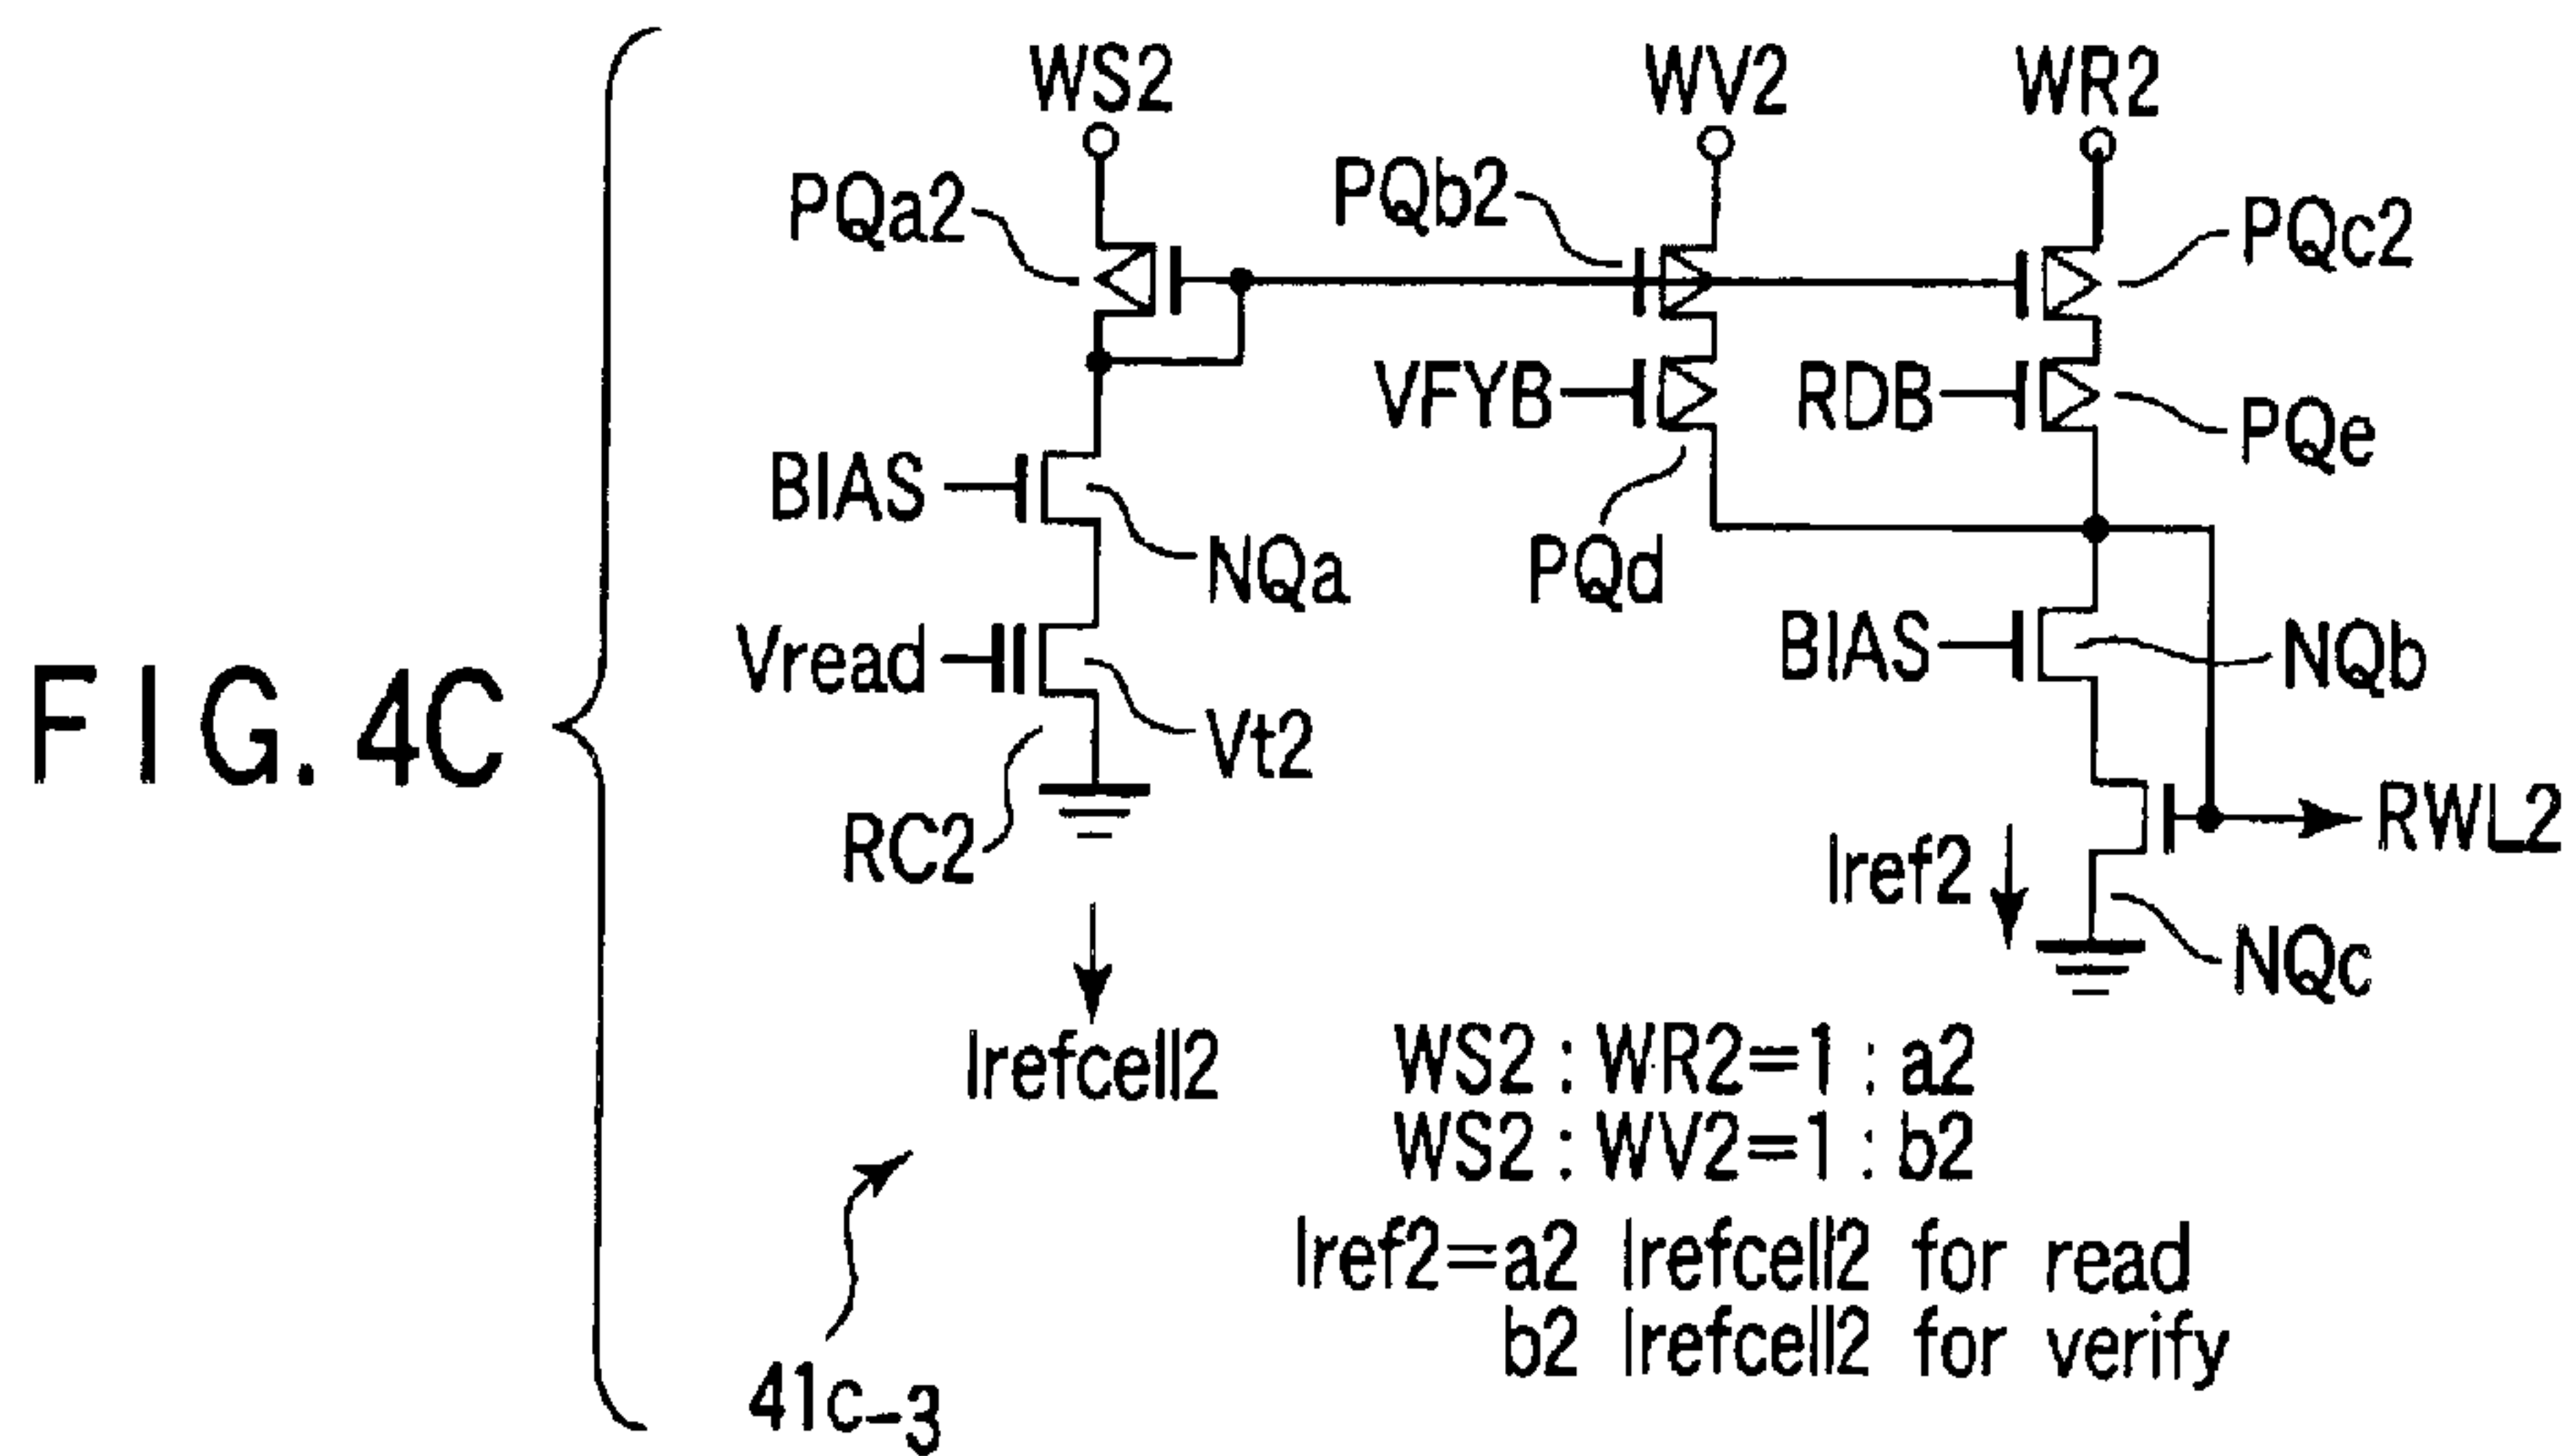 FIG. 4C
WS2
WV2
WR2
PQa2
PQb2
PQc2
VFYB
RDB
PQe
BIAS
NQa
PQd
BIAS
NQb
Vread
Vt2
RC2
RWL2
Iref2
NQc
Irefcell2
WS2 : WR2=1 : a2
WS2 : WV2=1 : b2
Iref2=a2 Irefcell2 for read
b2 Irefcell2 for verify
41c-3